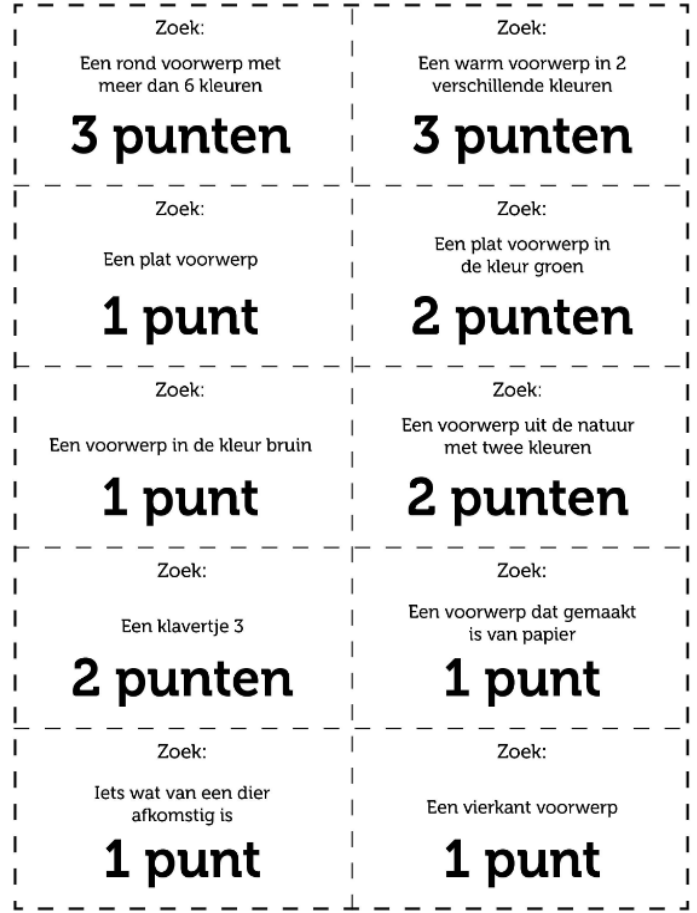 Zoek:
Een rond voorwerp met
meer dan 6 kleuren
3 punten
Zoek:
Een warm voorwerp in 2
verschillende kleuren
3 punten
Zoek:
Een plat voorwerp
1 punt
Zoek:
Een plat voorwerp in
de kleur groen
2 punten
Zoek:
Een voorwerp in de kleur bruin
1 punt
Zoek:
Een voorwerp uit de natuur
met twee kleuren
2 punten
Zoek:
Een klavertje 3
2 punten
Zoek:
Een voorwerp dat gemaakt
is van papier
1 punt
Zoek:
Iets wat van een dier
afkomstig is
1 punt
Zoek:
Een vierkant voorwerp
1 punt